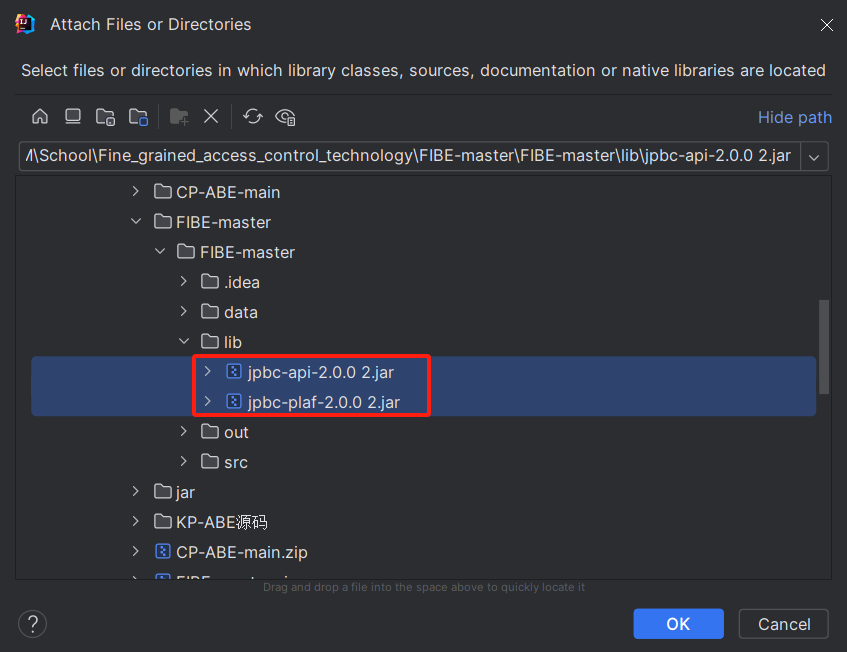 Attach Files or Directories
Select files or directories in which library classes, sources, documentation or native libraries are located
Hide path
\School\Fine_grained_access_control_technology\FIBE-master\FIBE-master\lib\jpbc-api-2.0.0 2.jar
CP-ABE-main
FIBE-master
FIBE-master
.idea
data
lib
jpbc-api-2.0.0 2.jar
jpbc-plaf-2.0.0 2.jar
out
src
jar
KP-ABE源码
CP-ABE-main.zip
Drag and drop a file into the space above to quickly locate it
?
OK
Cancel